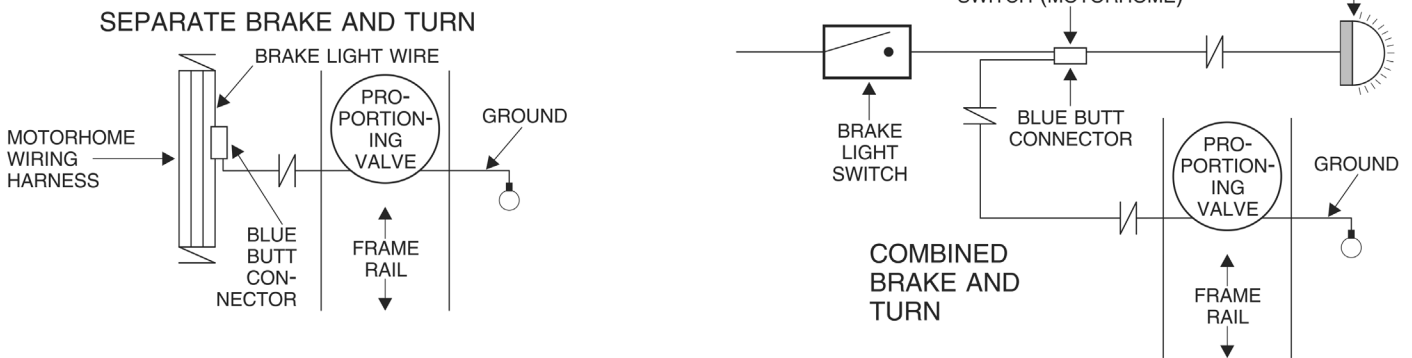 SEPARATE BRAKE AND TURN
BRAKE LIGHT WIRE
MOTORHOME
WIRING
HARNESS
PRO-
PORTION-
ING
VALVE
GROUND
BLUE
BUTT
CON-
NECTOR
FRAME
RAIL
SWITCH (MOTORHOME)
BRAKE
LIGHT
SWITCH
BLUE BUTT
CONNECTOR
PRO-
PORTION-
ING
VALVE
GROUND
COMBINED
BRAKE AND
TURN
FRAME
RAIL